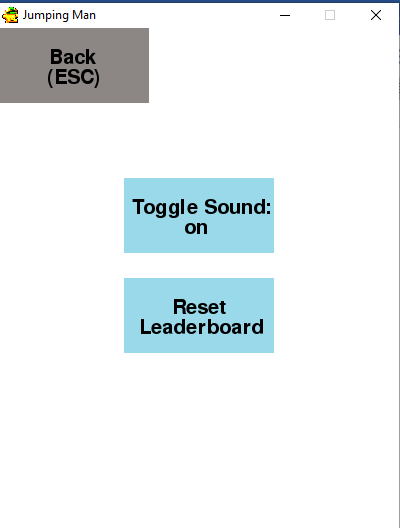 Jumping Man
Back
(ESC)
Toggle Sound:
on
Reset
Leaderboard